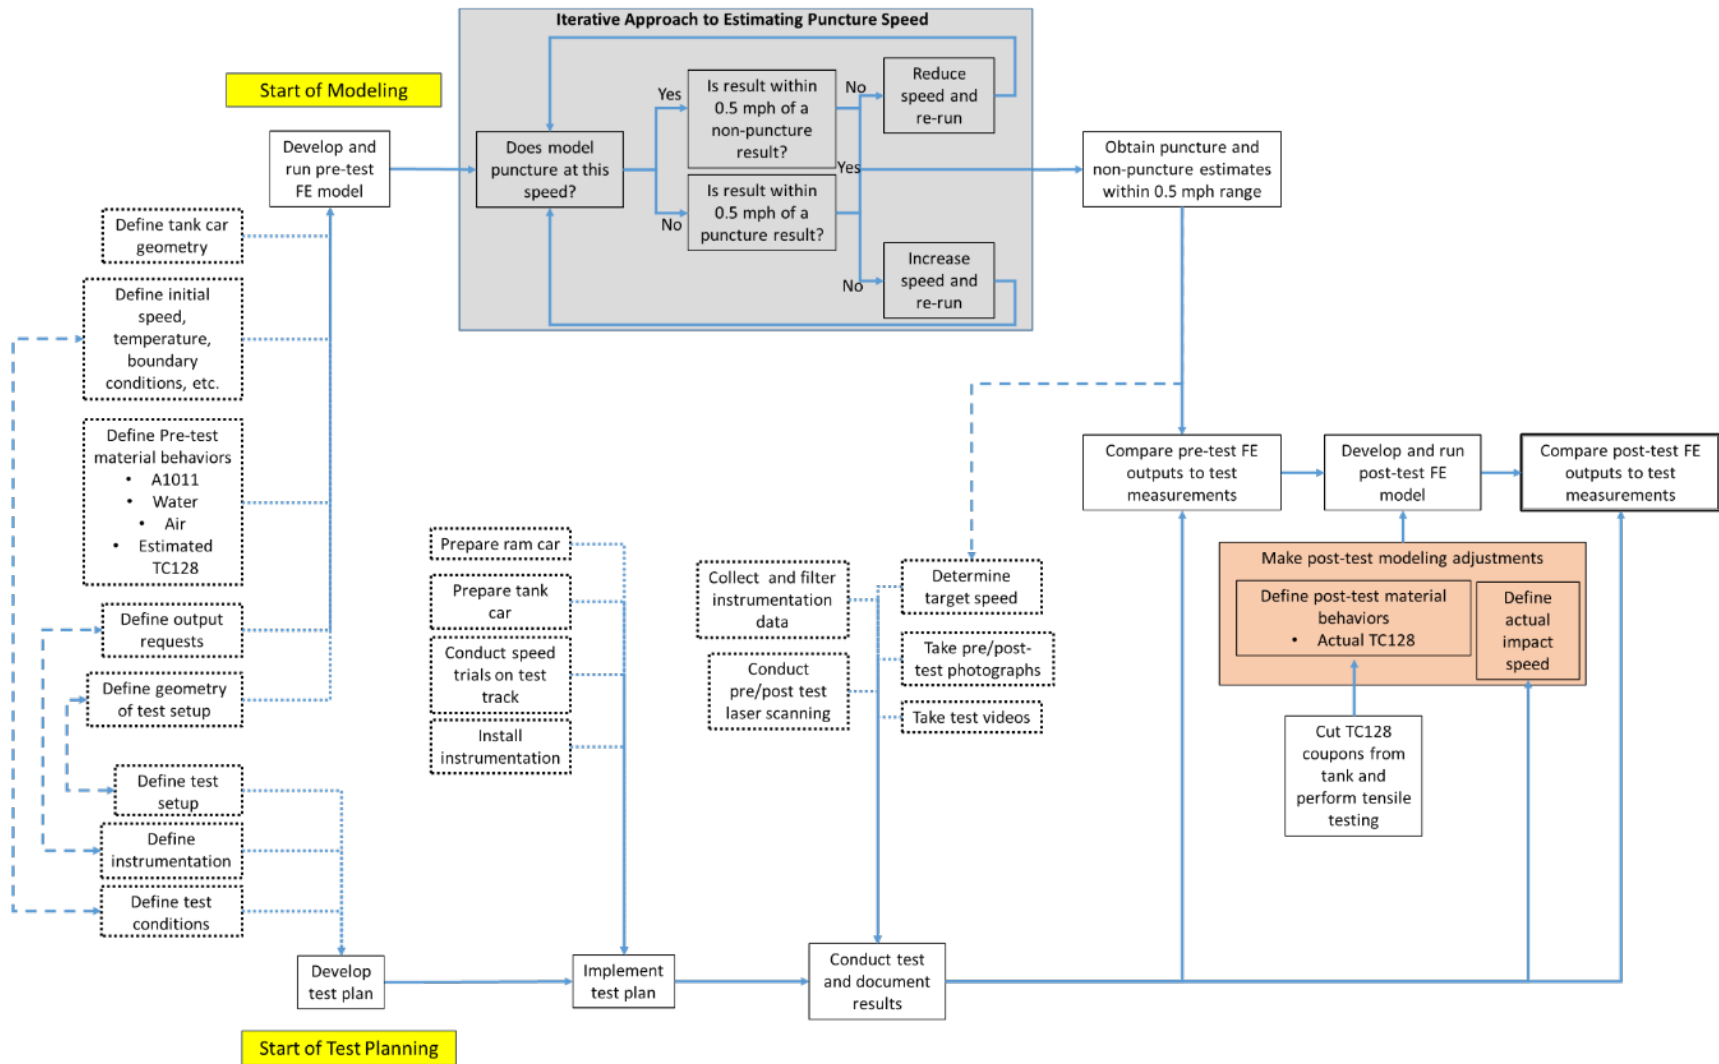 Iterative Approach to Estimating Puncture Speed
Start of Modeling
Develop and
run pre-test
FE model
Does model
puncture at this
speed?
Yes
No
Is result within
0.5 mph of a
non-puncture
result?
Is result within
0.5 mph of a
puncture result?
No
Yes
No
Reduce
speed and
re-run
Increase
speed and
re-run
Obtain puncture and
non-puncture estimates
within 0.5 mph range
Define tank car
geometry
Define initial
speed,
temperature,
boundary
conditions, etc.
Define Pre-test
material behaviors
• A1011
• Water
• Air
• Estimated
TC128
Define output
requests
Define geometry
of test setup
Define test
setup
Define
instrumentation
Define test
conditions
Prepare ram car
Prepare tank
car
Conduct speed
trials on test
track
Install
instrumentation
Collect and filter
instrumentation
data
Conduct
pre/post test
laser scanning
Determine
target speed
Take pre/post-
test photographs
Take test videos
Compare pre-test FE
outputs to test
measurements
Develop and run
post-test FE
model
Compare post-test FE
outputs to test
measurements
Make post-test modeling adjustments
Define post-test material
behaviors
• Actual TC128
Define
actual
impact
speed
Cut TC128
coupons from
tank and
perform tensile
testing
Develop
test plan
Implement
test plan
Conduct test
and document
results
Start of Test Planning